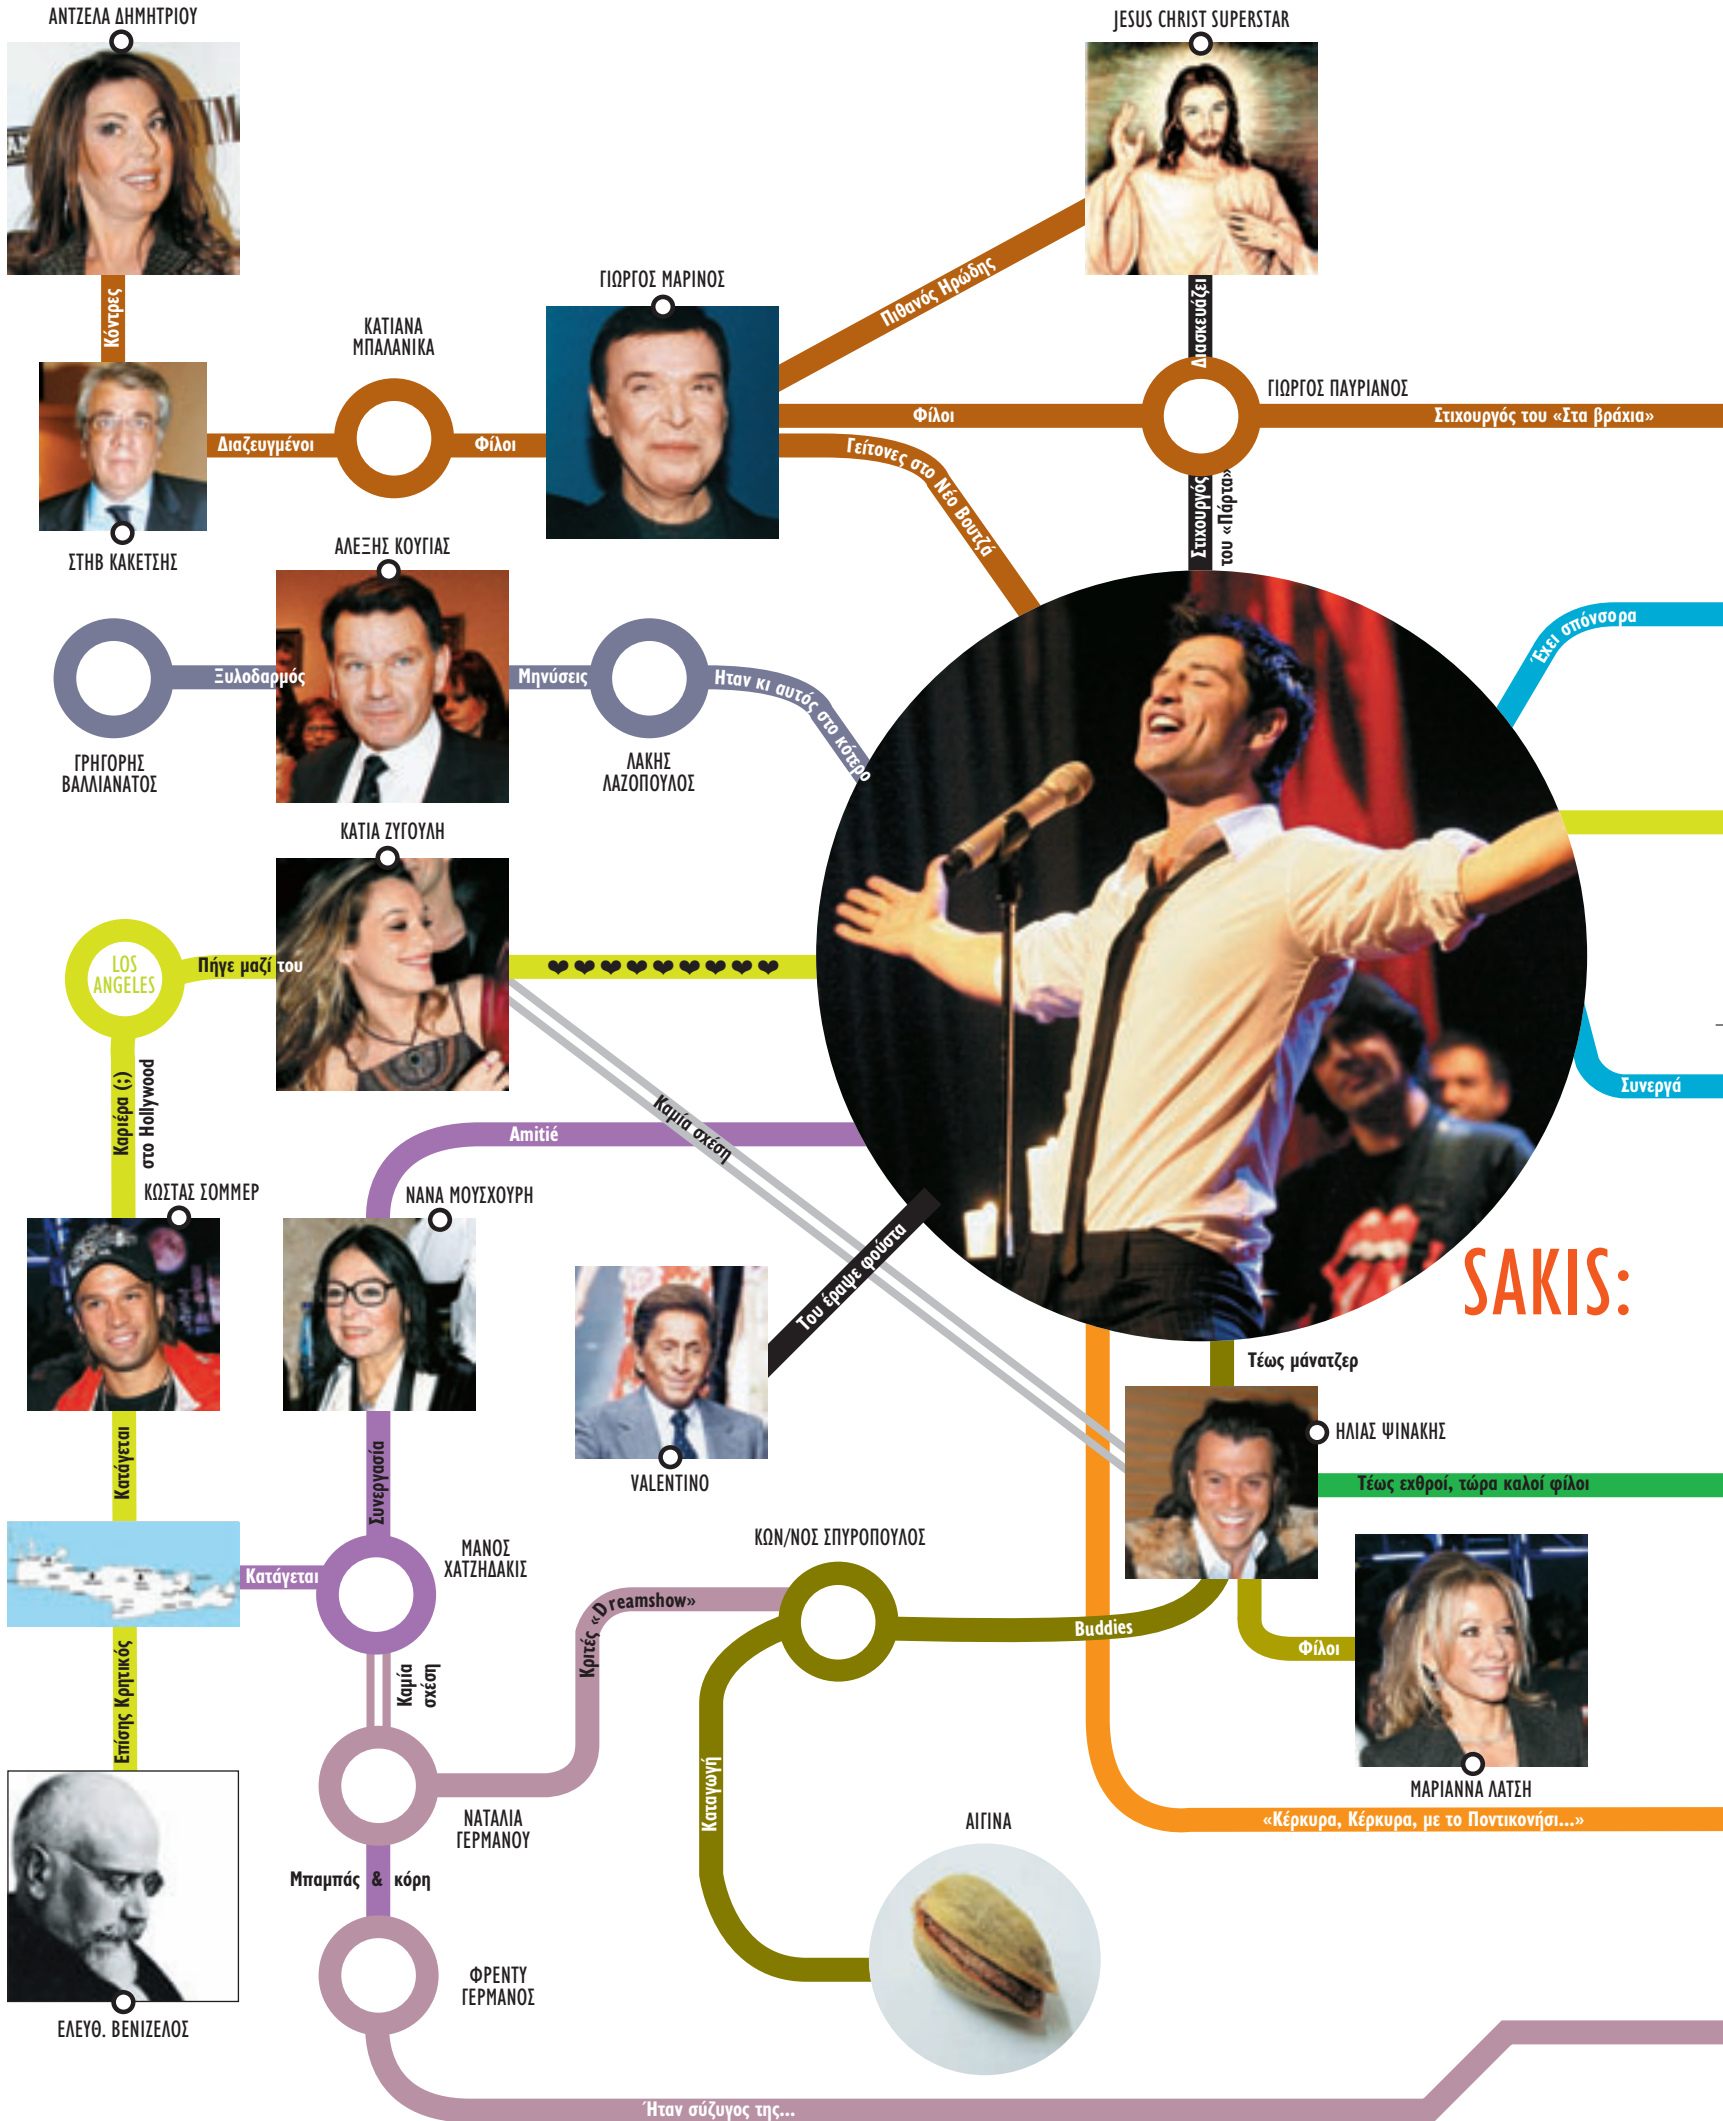 ΑΝΤΖΕΛΑ ΔΗΜΗΤΡΙΟΥ
JESUS CHRIST SUPERSTAR
Κόντρες
ΚΑΤΙΑΝΑ
ΜΠΑΛΑΝΙΚΑ
ΓΙΩΡΓΟΣ ΜΑΡΙΝΟΣ
Πιθανός Ηρώδης
Διασκευάζει
ΓΙΩΡΓΟΣ ΠΑΥΡΙΑΝΟΣ
Διαζευγμένοι
Φίλοι
Φίλοι
Στιχουργός του «Στα βράχια»
Γείτονες στο Νέο Βουτζά
Στιχουργός
του «Πάρτα»
ΣΤΗΒ ΚΑΚΕΤΣΗΣ
ΑΛΕΞΗΣ ΚΟΥΓΙΑΣ
Έχει σπόνσορα
Ξυλοδαρμός
Μηνύσεις
Ηταν κι αυτός στο κότερο
ΓΡΗΓΟΡΗΣ
ΒΑΛΛΙΑΝΑΤΟΣ
ΛΑΚΗΣ
ΛΑΖΟΠΟΥΛΟΣ
ΚΑΤΙΑ ΖΥΓΟΥΛΗ
LOS
ANGELES
Πήγε μαζί του
Καριέρα (;)
στο Hollywood
Καμία σχέση
Συνεργά
Amitié
ΚΩΣΤΑΣ ΣΟΜΜΕΡ
ΝΑΝΑ ΜΟΥΣΧΟΥΡΗ
Του έραψε φούστα
SAKIS:
Τέως μάνατζερ
ΗΛΙΑΣ ΨΙΝΑΚΗΣ
VALENTINO
Τέως εχθροί, τώρα καλοί φίλοι
Κατάγεται
Συνεργασία
ΚΩΝ/ΝΟΣ ΣΠΥΡΟΠΟΥΛΟΣ
ΜΑΝΟΣ
ΧΑΤΖΗΔΑΚΙΣ
Κατάγεται
Κριτές «Dreamshow»
Buddies
Φίλοι
Επίσης Κρητικός
Καμία
σχέση
ΜΑΡΙΑΝΝΑ ΛΑΤΣΗ
Καταγωγή
ΝΑΤΑΛΙΑ
ΓΕΡΜΑΝΟΥ
ΑΙΓΙΝΑ
«Κέρκυρα, Κέρκυρα, με το Ποντικονήσι...»
Μπαμπάς & κόρη
ΦΡΕΝΤΥ
ΓΕΡΜΑΝΟΣ
ΕΛΕΥΘ. ΒΕΝΙΖΕΛΟΣ
Ήταν σύζυγος της...